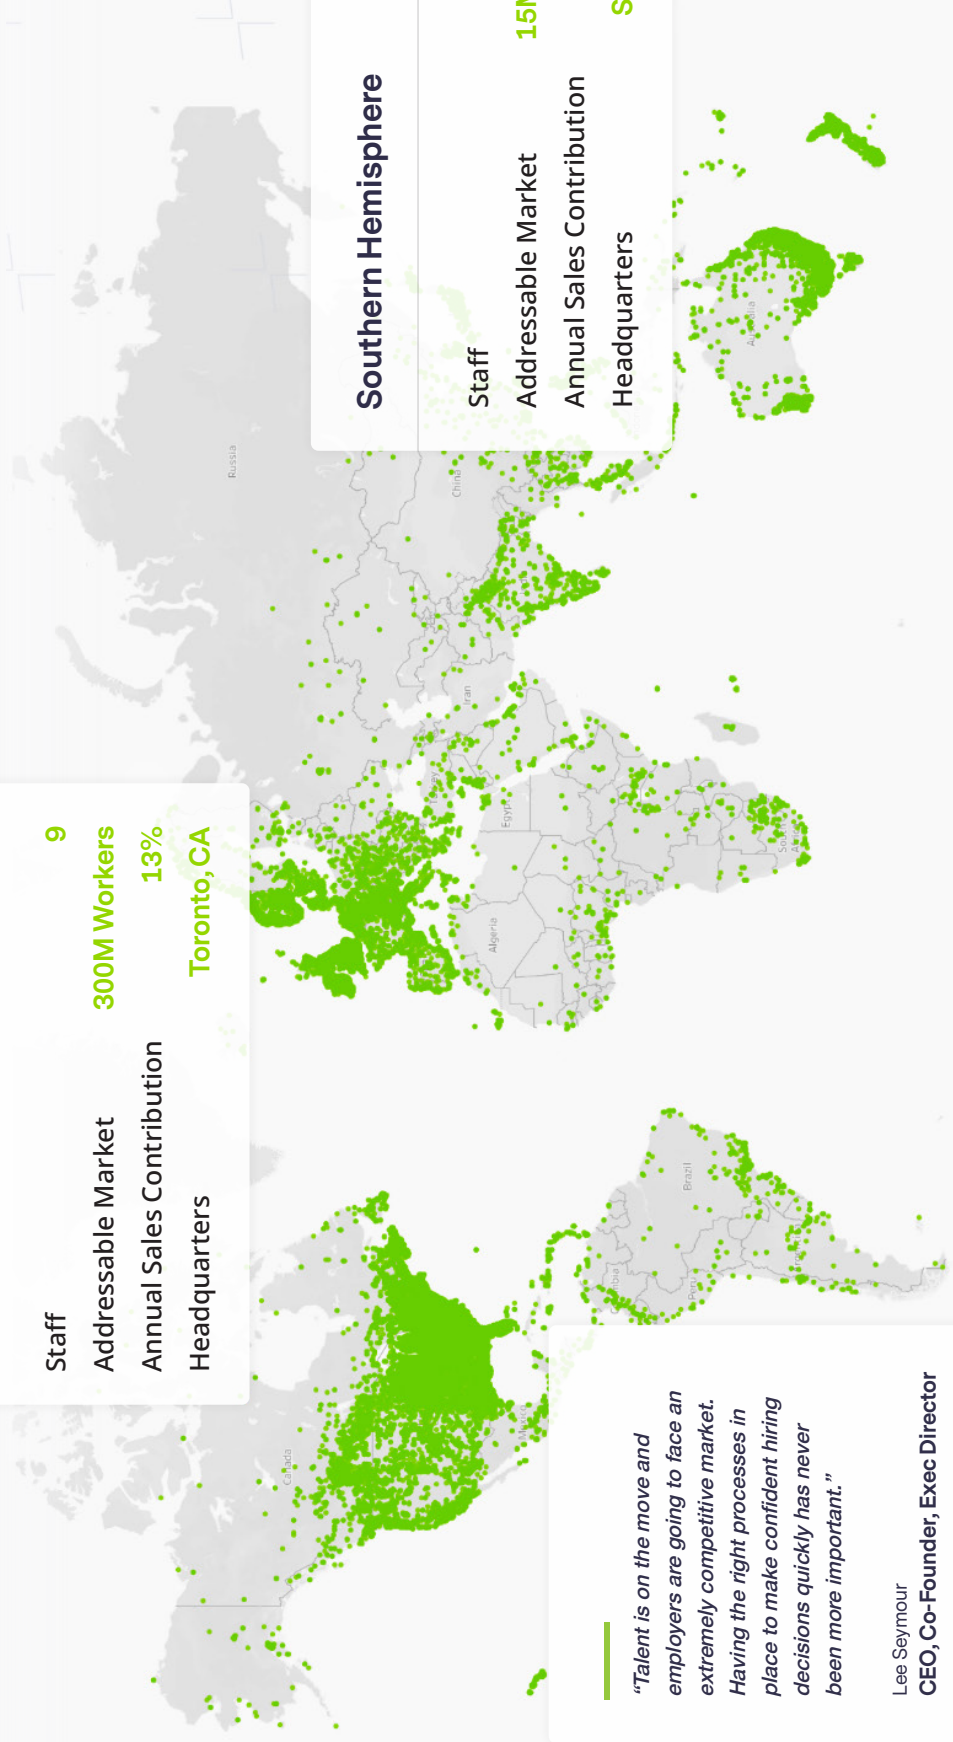 Staff 9
Addressable Market 300M Workers
Annual Sales Contribution 13%
Headquarters Toronto, CA
Southern Hemisphere
Staff
Addressable Market
Annual Sales Contribution
Headquarters
Russia
Canada
China
Iran
Egypt
Algeria
Mexico
Brazil
Peru
“Talent is on the move and
employers are going to face an
extremely competitive market.
Having the right processes in
place to make confident hiring
decisions quickly has never
been more important.”
Lee Seymour
CEO, Co-Founder, Exec Director